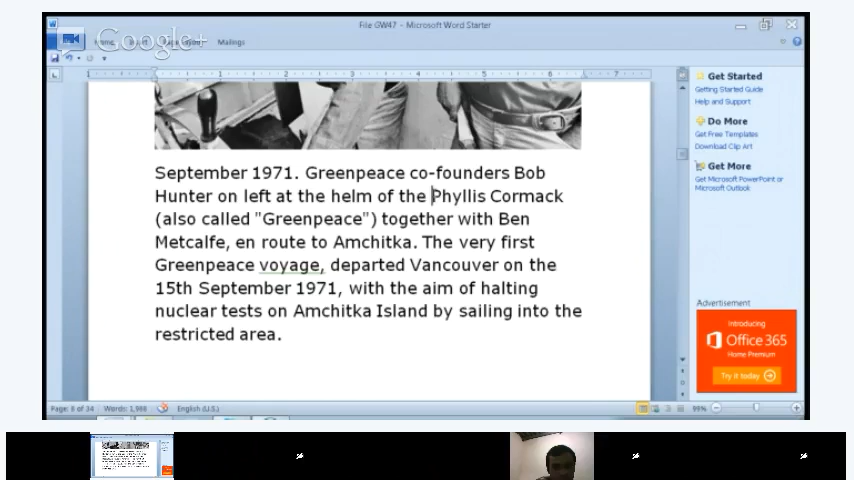 File GW47 - Microsoft Word Starter
Google+
Mailings
September 1971. Greenpeace co-founders Bob
Hunter on left at the helm of the Phyllis Cormack
(also called "Greenpeace") together with Ben
Metcalfe, en route to Amchitka. The very first
Greenpeace voyage, departed Vancouver on the
15th September 1971, with the aim of halting
nuclear tests on Amchitka Island by sailing into the
restricted area.
Get Started
Getting Started Guide
Help and Support
Do More
Get Free Templates
Download Clip Art
Get More
Get Microsoft PowerPoint or
Microsoft Outlook
Advertisement
Introducing
Office 365
Home Premium
Try it today
Page: 8 of 34
English (U.S.)
99%